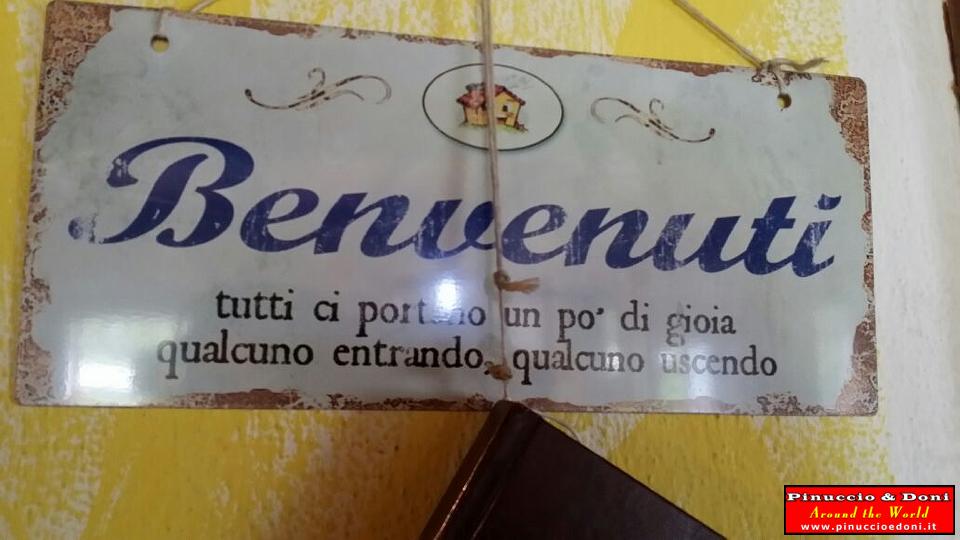 Benvenuti
tutti ci portano un po' di gioia
qualcuno entrando, qualcuno uscendo
Pinuccio & Doni
Around the World
www.pinuccioedoni.it